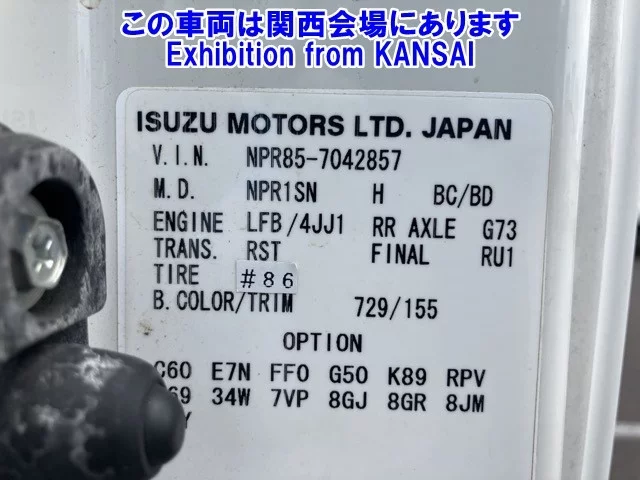 この車両は関西会場にあります
Exhibition from KANSAI
ISUZU MOTORS LTD. JAPAN
V.I.N. NPR85-7042857
M.D. NPR1SN H BC/BD
ENGINE LFB/4JJ1 RR AXLE G73
TRANS. RST FINAL RU1
TIRE #86
B.COLOR/TRIM 729/155
OPTION
C60 E7N FF0 G50 K89 RPV
69 34W 7VP 8GJ 8GR 8JM